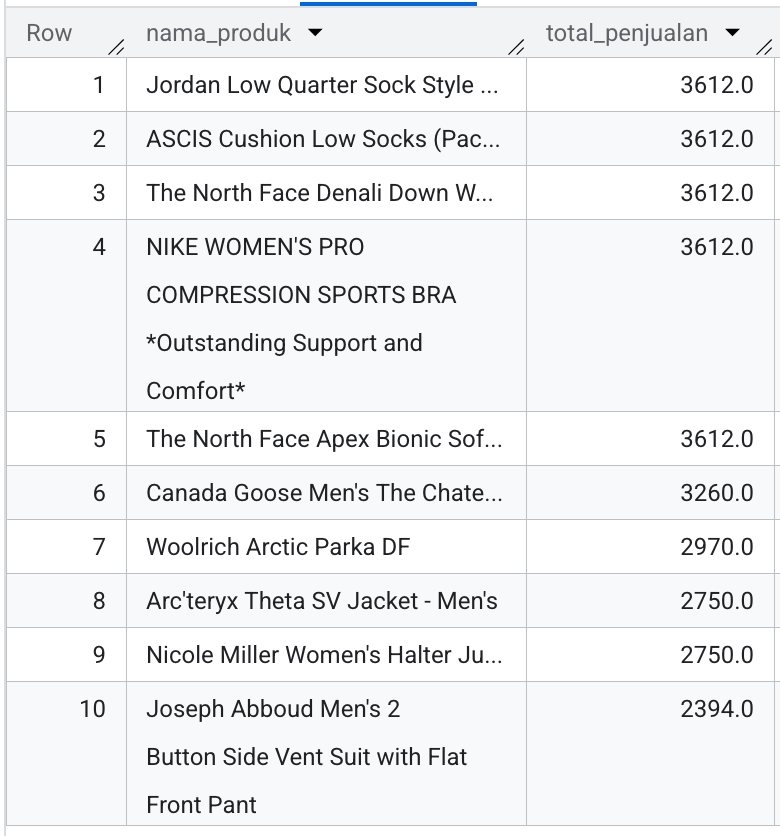 Row nama_produk total_penjualan
1 Jordan Low Quarter Sock Style ... 3612.0
2 ASCIS Cushion Low Socks (Pac... 3612.0
3 The North Face Denali Down W... 3612.0
4 NIKE WOMEN'S PRO 3612.0
COMPRESSION SPORTS BRA
*Outstanding Support and
Comfort*
5 The North Face Apex Bionic Sof... 3612.0
6 Canada Goose Men's The Chate... 3260.0
7 Woolrich Arctic Parka DF 2970.0
8 Arc'teryx Theta SV Jacket - Men's 2750.0
9 Nicole Miller Women's Halter Ju... 2750.0
10 Joseph Abboud Men's 2 2394.0
Button Side Vent Suit with Flat
Front Pant